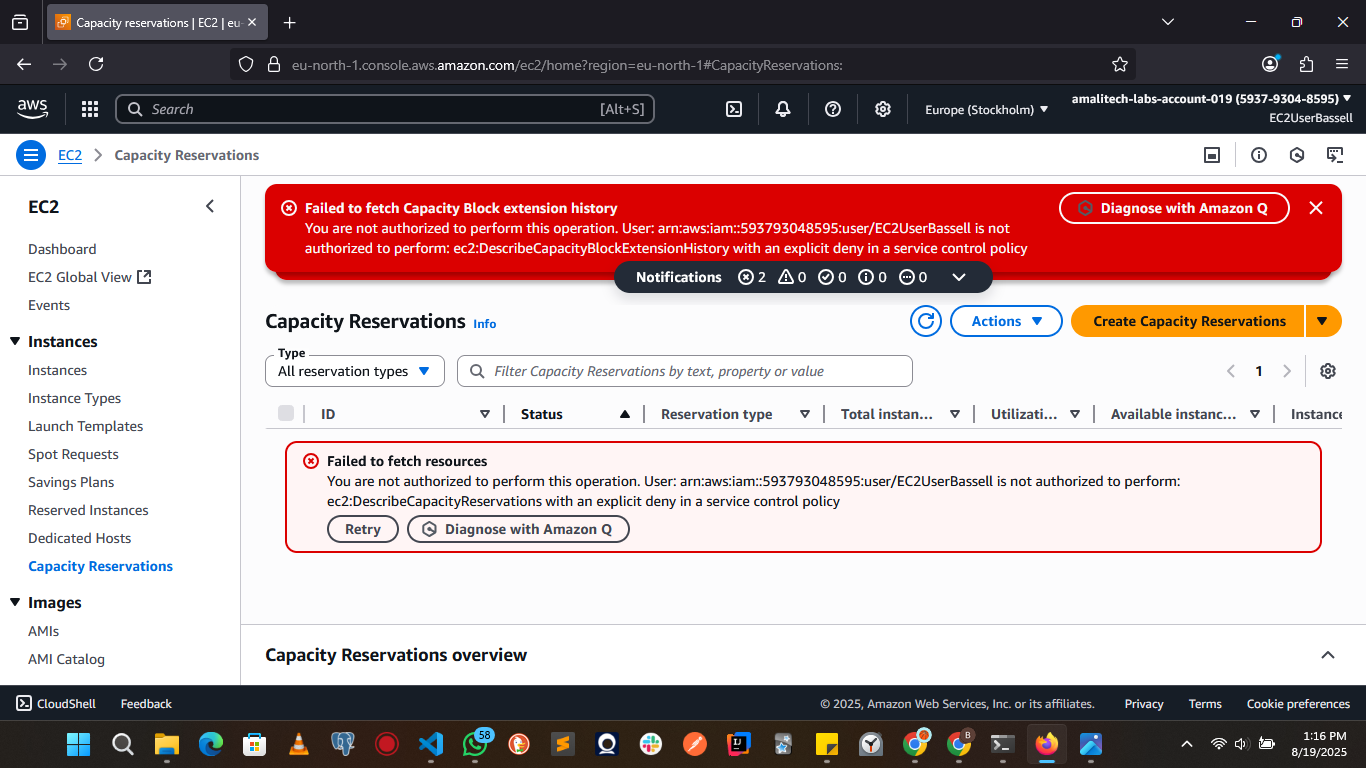 Capacity reservations | EC2 | eu-
eu-north-1.console.aws.amazon.com/ec2/home?region=eu-north-1#CapacityReservations:
aws
Search
[Alt+S]
Europe (Stockholm)
amalitech-labs-account-019 (5937-9304-8595)
EC2UserBassell
EC2
Capacity Reservations
EC2
Dashboard
EC2 Global View
Events
Instances
Instances
Instance Types
Launch Templates
Spot Requests
Savings Plans
Reserved Instances
Dedicated Hosts
Capacity Reservations
Images
AMIs
AMI Catalog
Failed to fetch Capacity Block extension history
You are not authorized to perform this operation. User: arn:aws:iam::593793048595:user/EC2UserBassell is not
authorized to perform: ec2:DescribeCapacityBlockExtensionHistory with an explicit deny in a service control policy
Diagnose with Amazon Q
Notifications 2 0 0 0 0
Capacity Reservations Info
Actions
Create Capacity Reservations
Type
All reservation types
Filter Capacity Reservations by text, property or value
1
ID Status Reservation type Total instan... Utilizati... Available instanc... Instance
Failed to fetch resources
You are not authorized to perform this operation. User: arn:aws:iam::593793048595:user/EC2UserBassell is not authorized to perform:
ec2:DescribeCapacityReservations with an explicit deny in a service control policy
Retry
Diagnose with Amazon Q
Capacity Reservations overview
CloudShell Feedback © 2025, Amazon Web Services, Inc. or its affiliates. Privacy Terms Cookie preferences
58
B
1:16 PM
8/19/2025